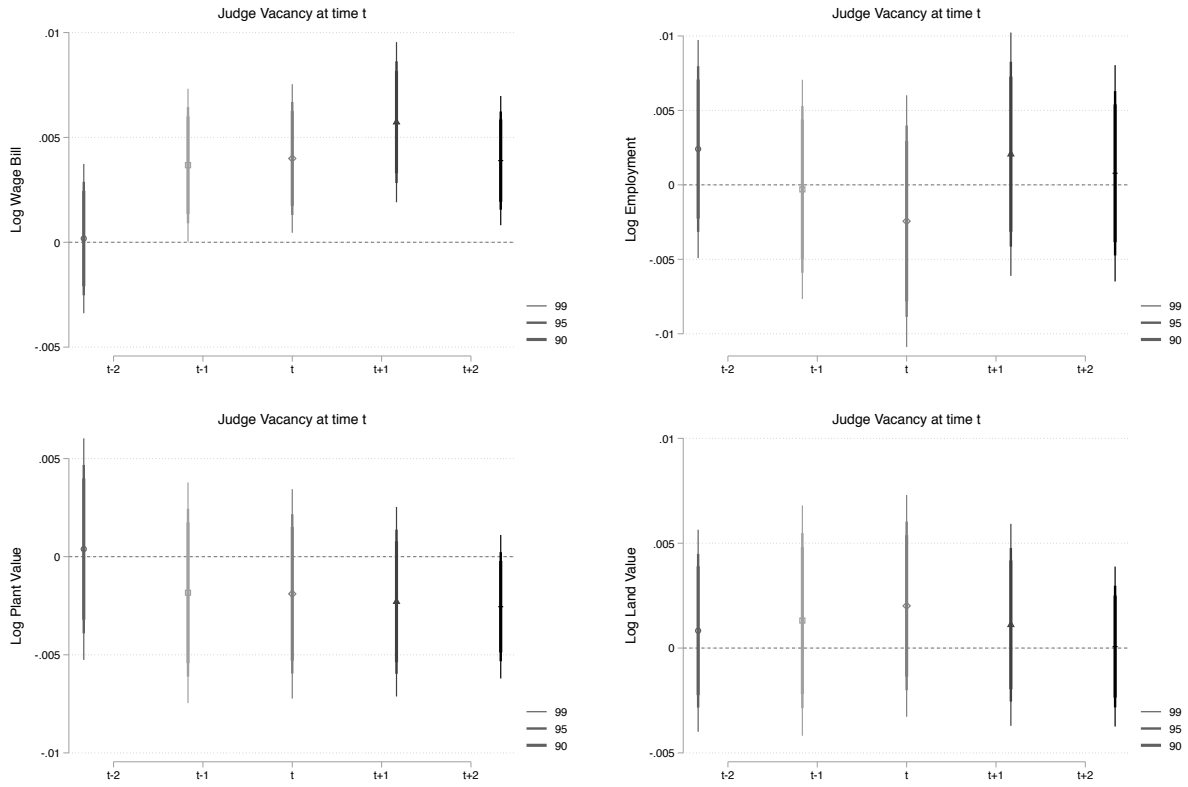 Judge Vacancy at time t
.01
.005
0
-.005
Log Wage Bill
t-2 t-1 t t+1 t+2
99
95
90
Judge Vacancy at time t
.01
.005
0
-.005
-.01
Log Employment
t-2 t-1 t t+1 t+2
99
95
90
Judge Vacancy at time t
.005
0
-.005
-.01
Log Plant Value
t-2 t-1 t t+1 t+2
99
95
90
Judge Vacancy at time t
.01
.005
0
-.005
Log Land Value
t-2 t-1 t t+1 t+2
99
95
90